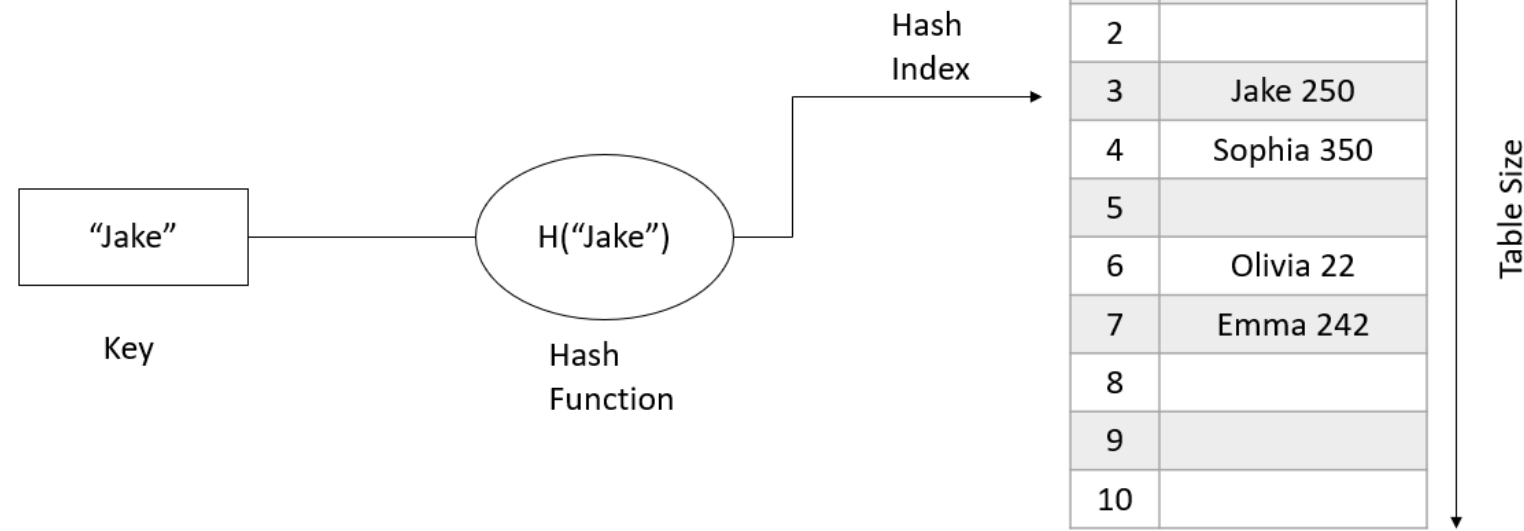 “Jake”
Key
H(“Jake”)
Hash
Function
Hash
Index
2
3 Jake 250
4 Sophia 350
5
6 Olivia 22
7 Emma 242
8
9
10
Table Size